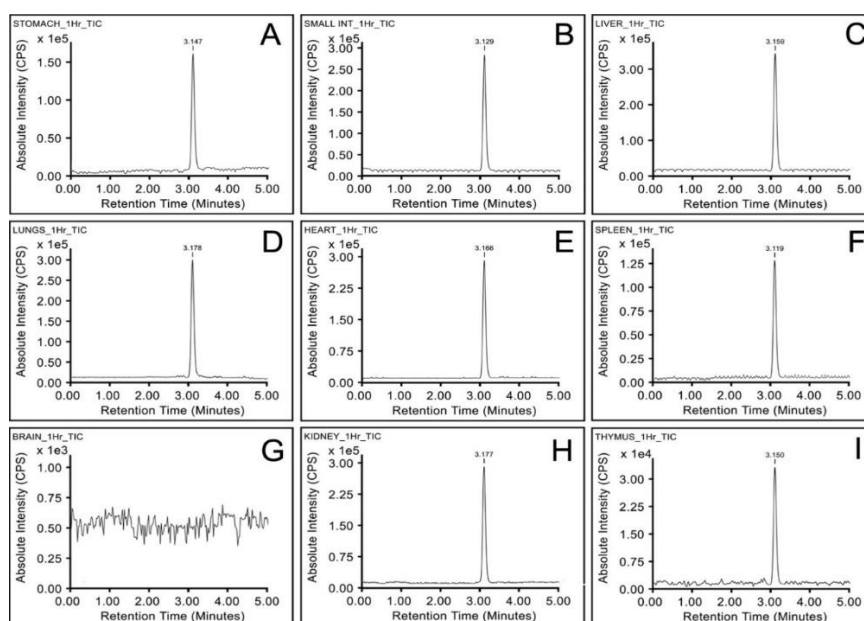 STOMACH_1Hr_TIC
A
x 1e5
3.147
Absolute Intensity (CPS)
1.50
1.00
0.50
0.00
0.00 1.00 2.00 3.00 4.00 5.00
Retention Time (Minutes)
SMALL INT_1Hr_TIC
B
x 1e5
3.129
Absolute Intensity (CPS)
3.00
2.50
2.00
1.50
1.00
0.50
0.00
0.00 1.00 2.00 3.00 4.00 5.00
Retention Time (Minutes)
LIVER_1Hr_TIC
C
x 1e5
3.159
Absolute Intensity (CPS)
3.00
2.00
1.00
0.00
0.00 1.00 2.00 3.00 4.00 5.00
Retention Time (Minutes)
LUNGS_1Hr_TIC
D
x 1e5
3.178
Absolute Intensity (CPS)
3.00
2.50
2.00
1.50
1.00
0.50
0.00
0.00 1.00 2.00 3.00 4.00 5.00
Retention Time (Minutes)
HEART_1Hr_TIC
E
x 1e5
3.166
Absolute Intensity (CPS)
3.00
2.25
1.50
0.75
0.00
0.00 1.00 2.00 3.00 4.00 5.00
Retention Time (Minutes)
SPLEEN_1Hr_TIC
F
x 1e5
3.119
Absolute Intensity (CPS)
1.25
1.00
0.75
0.50
0.25
0.00
0.00 1.00 2.00 3.00 4.00 5.00
Retention Time (Minutes)
BRAIN_1Hr_TIC
G
x 1e3
Absolute Intensity (CPS)
1.00
0.75
0.50
0.25
0.00
0.00 1.00 2.00 3.00 4.00 5.00
Retention Time (Minutes)
KIDNEY_1Hr_TIC
H
x 1e5
3.177
Absolute Intensity (CPS)
3.00
2.25
1.50
0.75
0.00
0.00 1.00 2.00 3.00 4.00 5.00
Retention Time (Minutes)
THYMUS_1Hr_TIC
I
x 1e4
3.150
Absolute Intensity (CPS)
3.00
2.25
1.50
0.75
0.00
0.00 1.00 2.00 3.00 4.00 5.00
Retention Time (Minutes)